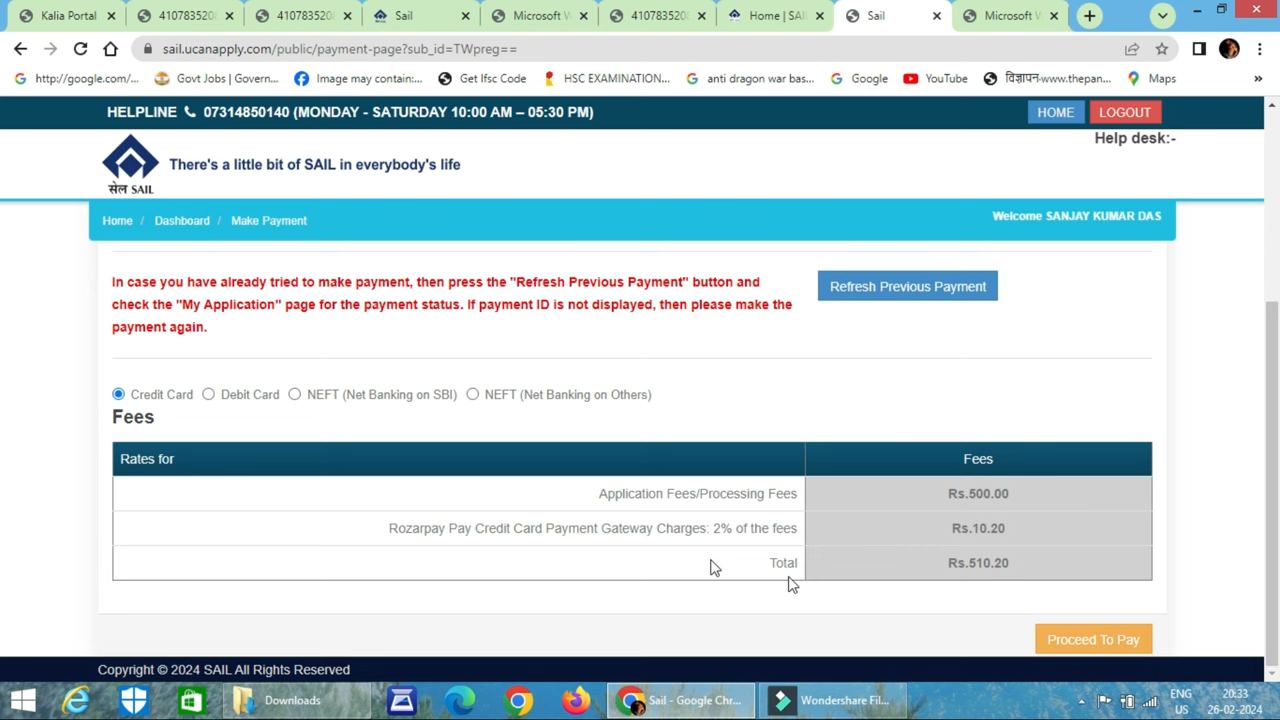 Kalia Portal
4107835208
4107835208
Sail
Microsoft W
4107835208
Home | SAI
Sail
Microsoft W
sail.ucanapply.com/public/payment-page?sub_id=TWpreg==
http://google.com/...
Govt Jobs | Govern...
Image may contain:...
Get Ifsc Code
HSC EXAMINATION...
anti dragon war bas...
Google
YouTube
विज्ञापन-www.thepan...
Maps
»
HELPLINE 07314850140 (MONDAY - SATURDAY 10:00 AM – 05:30 PM)
HOME
LOGOUT
Help desk:-
There's a little bit of SAIL in everybody's life
सेल SAIL
Home / Dashboard / Make Payment
Welcome SANJAY KUMAR DAS
In case you have already tried to make payment, then press the "Refresh Previous Payment" button and
check the "My Application" page for the payment status. If payment ID is not displayed, then please make the
payment again.
Refresh Previous Payment
Credit Card Debit Card NEFT (Net Banking on SBI) NEFT (Net Banking on Others)
Fees
Rates for Fees
Application Fees/Processing Fees Rs.500.00
Rozarpay Pay Credit Card Payment Gateway Charges: 2% of the fees Rs.10.20
Total Rs.510.20
Proceed To Pay
Copyright © 2024 SAIL All Rights Reserved
Downloads
Sail - Google Chr...
Wondershare Fil...
ENG
US
20:33
26-02-2024